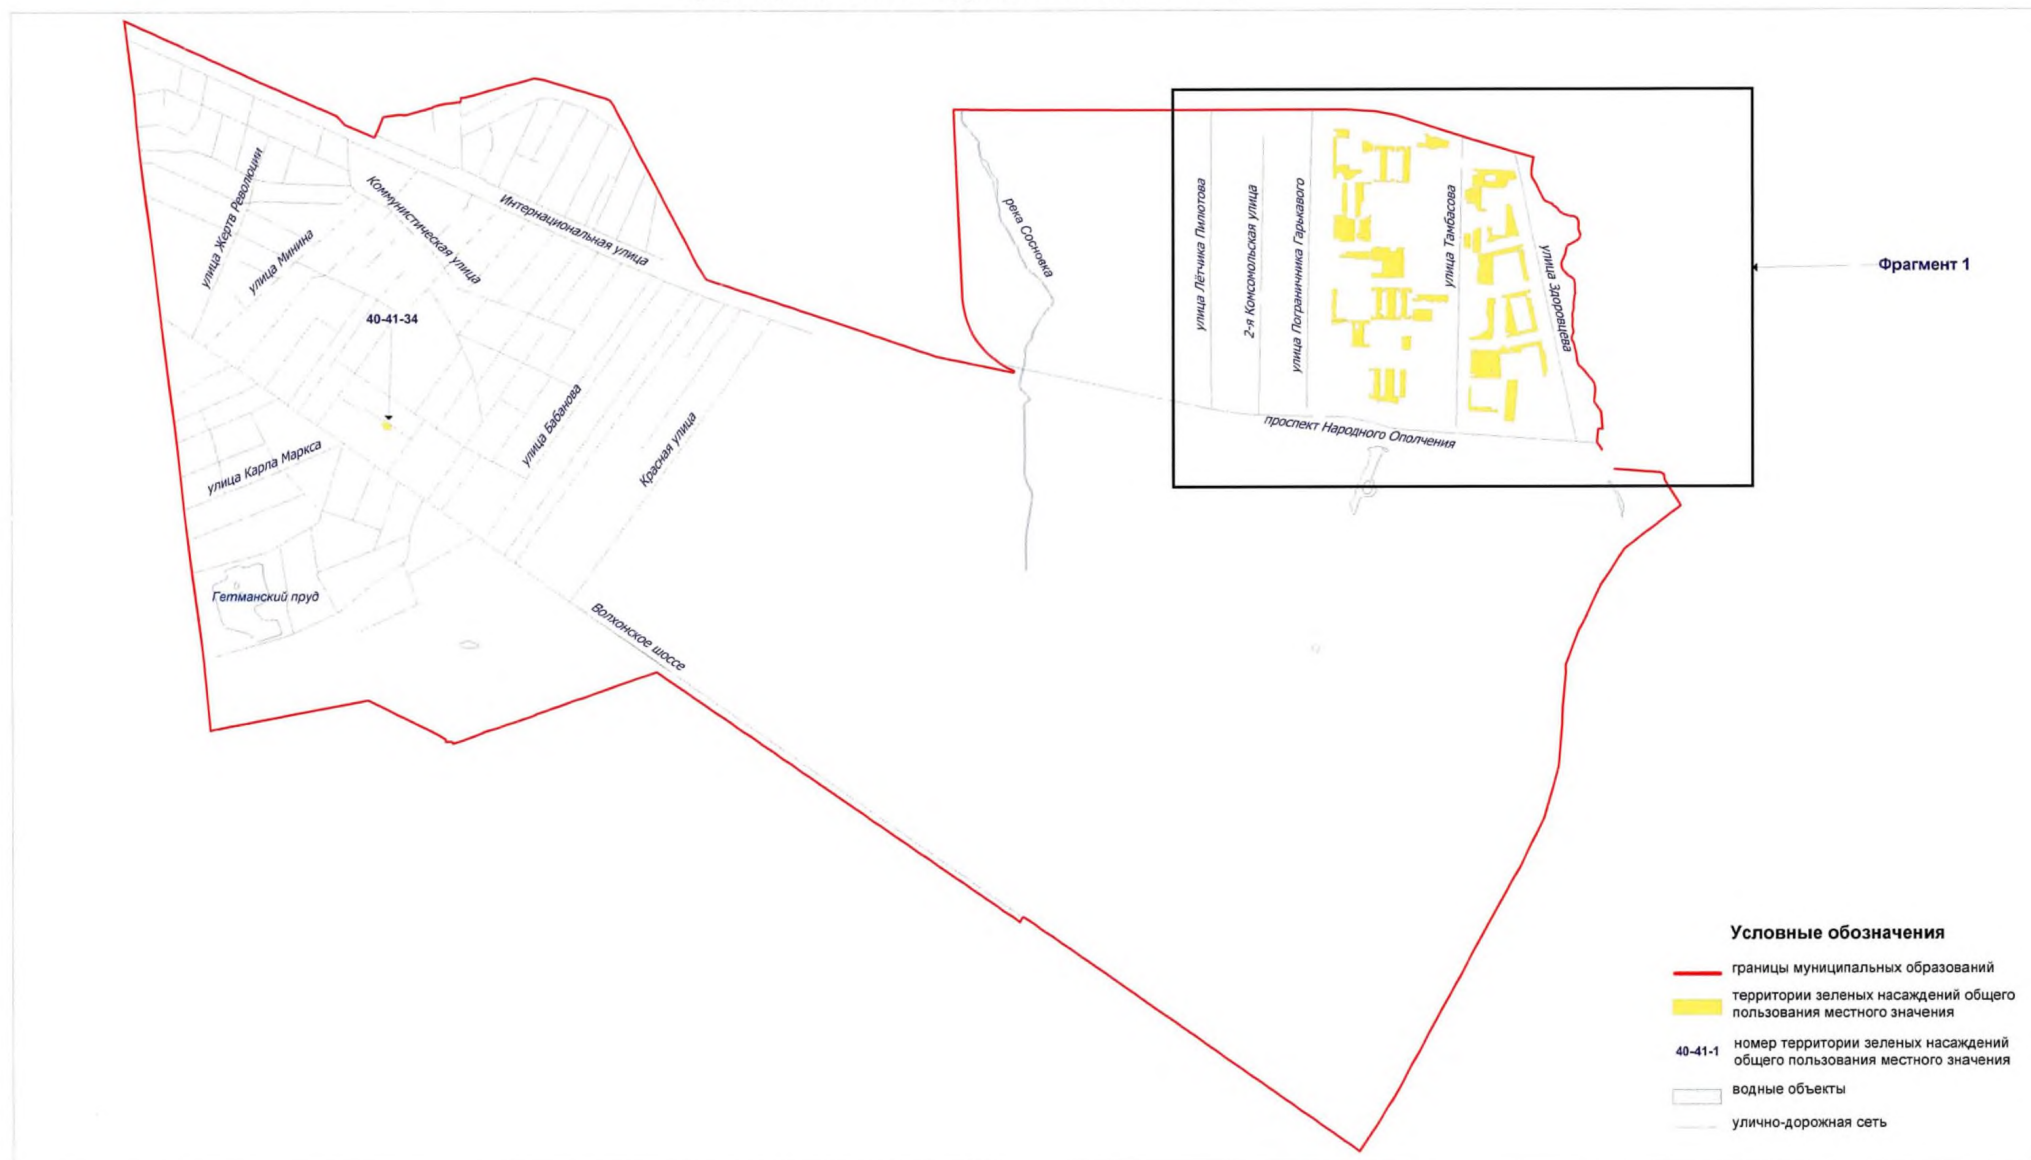 улица Жертв Революции
улица Минина
Коммунистическая улица
Интернациональная улица
40-41-34
улица Карла Маркса
улица Бабанова
Красная улица
Гетманский пруд
Волхонское шоссе
река Сосновка
улица Лётчика Пилютова
2-я Комсомольская улица
улица Пограничника Гарькавого
улица Тамбасова
улица Здоровцева
проспект Народного Ополчения
Фрагмент 1
Условные обозначения
границы муниципальных образований
территории зеленых насаждений общего
пользования местного значения
40-41-1
номер территории зеленых насаждений
общего пользования местного значения
водные объекты
улично-дорожная сеть